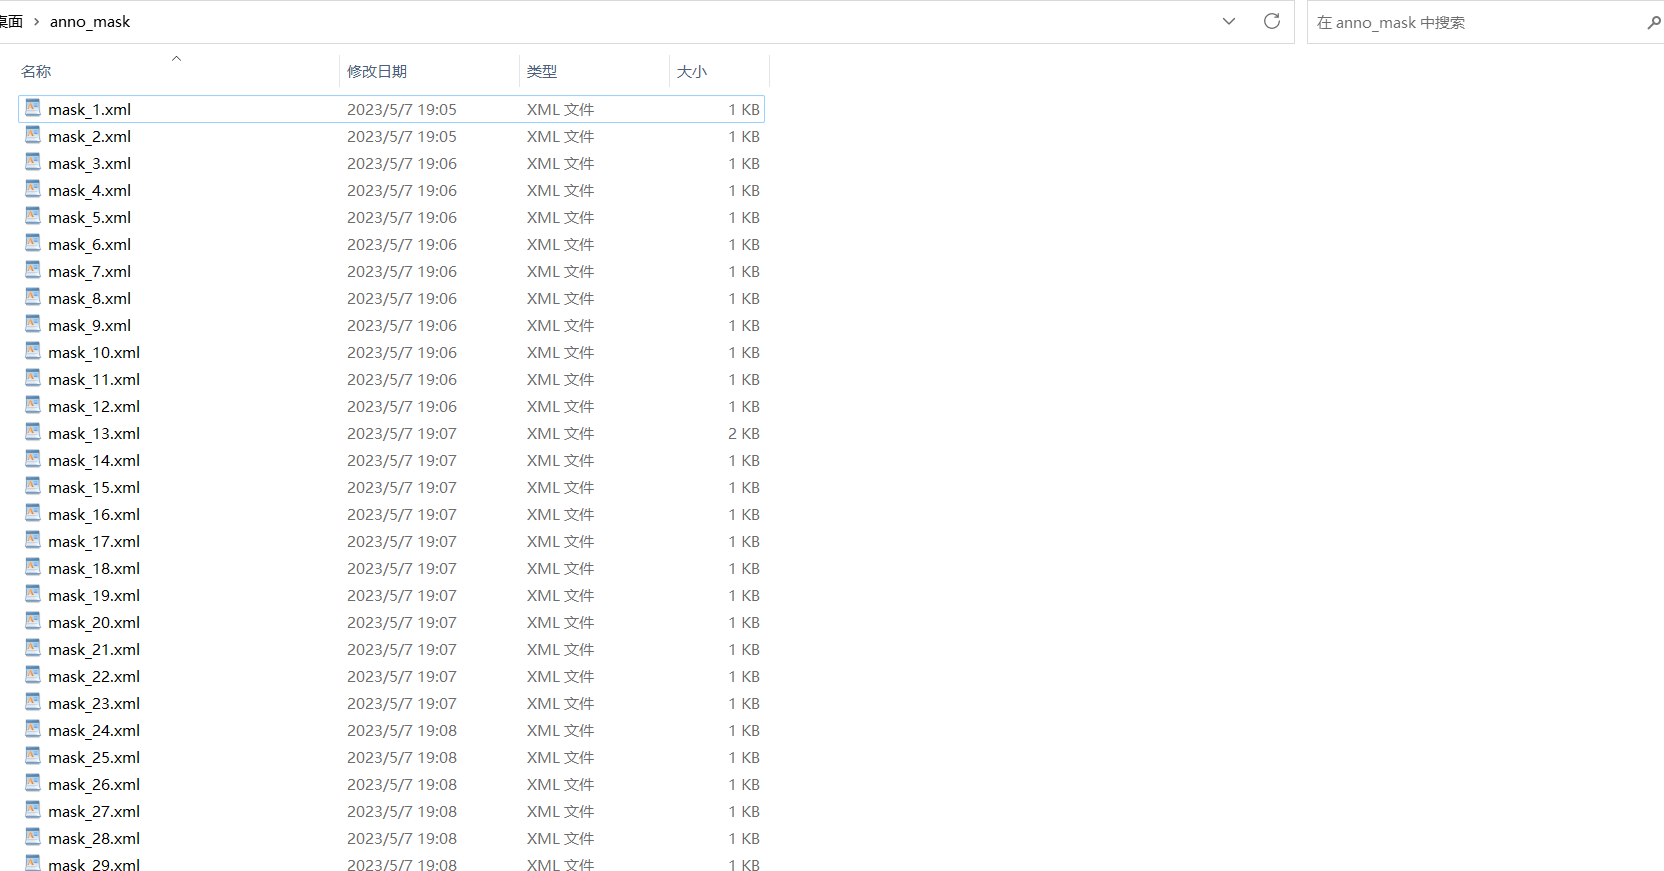 桌面 › anno_mask
在 anno_mask 中搜索
名称 修改日期 类型 大小
mask_1.xml 2023/5/7 19:05 XML 文件 1 KB
mask_2.xml 2023/5/7 19:05 XML 文件 1 KB
mask_3.xml 2023/5/7 19:06 XML 文件 1 KB
mask_4.xml 2023/5/7 19:06 XML 文件 1 KB
mask_5.xml 2023/5/7 19:06 XML 文件 1 KB
mask_6.xml 2023/5/7 19:06 XML 文件 1 KB
mask_7.xml 2023/5/7 19:06 XML 文件 1 KB
mask_8.xml 2023/5/7 19:06 XML 文件 1 KB
mask_9.xml 2023/5/7 19:06 XML 文件 1 KB
mask_10.xml 2023/5/7 19:06 XML 文件 1 KB
mask_11.xml 2023/5/7 19:06 XML 文件 1 KB
mask_12.xml 2023/5/7 19:06 XML 文件 1 KB
mask_13.xml 2023/5/7 19:07 XML 文件 2 KB
mask_14.xml 2023/5/7 19:07 XML 文件 1 KB
mask_15.xml 2023/5/7 19:07 XML 文件 1 KB
mask_16.xml 2023/5/7 19:07 XML 文件 1 KB
mask_17.xml 2023/5/7 19:07 XML 文件 1 KB
mask_18.xml 2023/5/7 19:07 XML 文件 1 KB
mask_19.xml 2023/5/7 19:07 XML 文件 1 KB
mask_20.xml 2023/5/7 19:07 XML 文件 1 KB
mask_21.xml 2023/5/7 19:07 XML 文件 1 KB
mask_22.xml 2023/5/7 19:07 XML 文件 1 KB
mask_23.xml 2023/5/7 19:07 XML 文件 1 KB
mask_24.xml 2023/5/7 19:08 XML 文件 1 KB
mask_25.xml 2023/5/7 19:08 XML 文件 1 KB
mask_26.xml 2023/5/7 19:08 XML 文件 1 KB
mask_27.xml 2023/5/7 19:08 XML 文件 1 KB
mask_28.xml 2023/5/7 19:08 XML 文件 1 KB
mask_29.xml 2023/5/7 19:08 XML 文件 1 KB